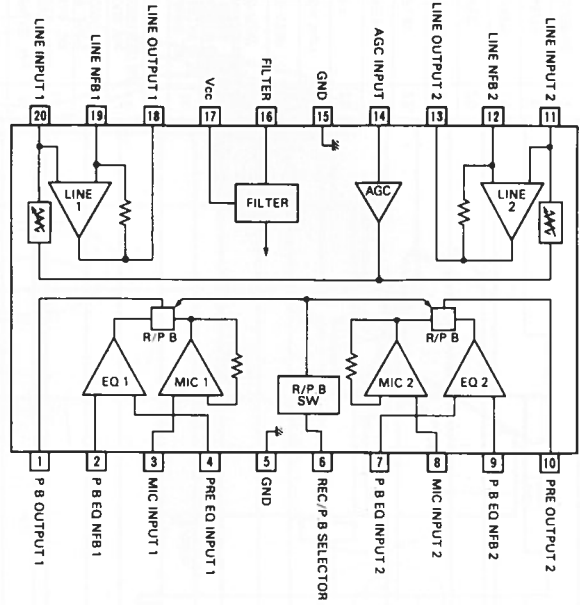 LINE INPUT 1
LINE NFB 1
LINE OUTPUT 1
Vcc
FILTER
GND
AGC INPUT
LINE OUTPUT 2
LINE NFB 2
LINE INPUT 2
20
19
18
17
16
15
14
13
12
11
LINE 1
FILTER
AGC
LINE 2
R/P B
R/P B
EQ 1
MIC 1
R/P B SW
MIC 2
EQ 2
1
2
3
4
5
6
7
8
9
10
P B OUTPUT 1
P B EQ NFB 1
MIC INPUT 1
PRE EQ INPUT 1
GND
REC/P B SELECTOR
P B EQ INPUT 2
MIC INPUT 2
P B EQ NFB 2
PRE OUTPUT 2